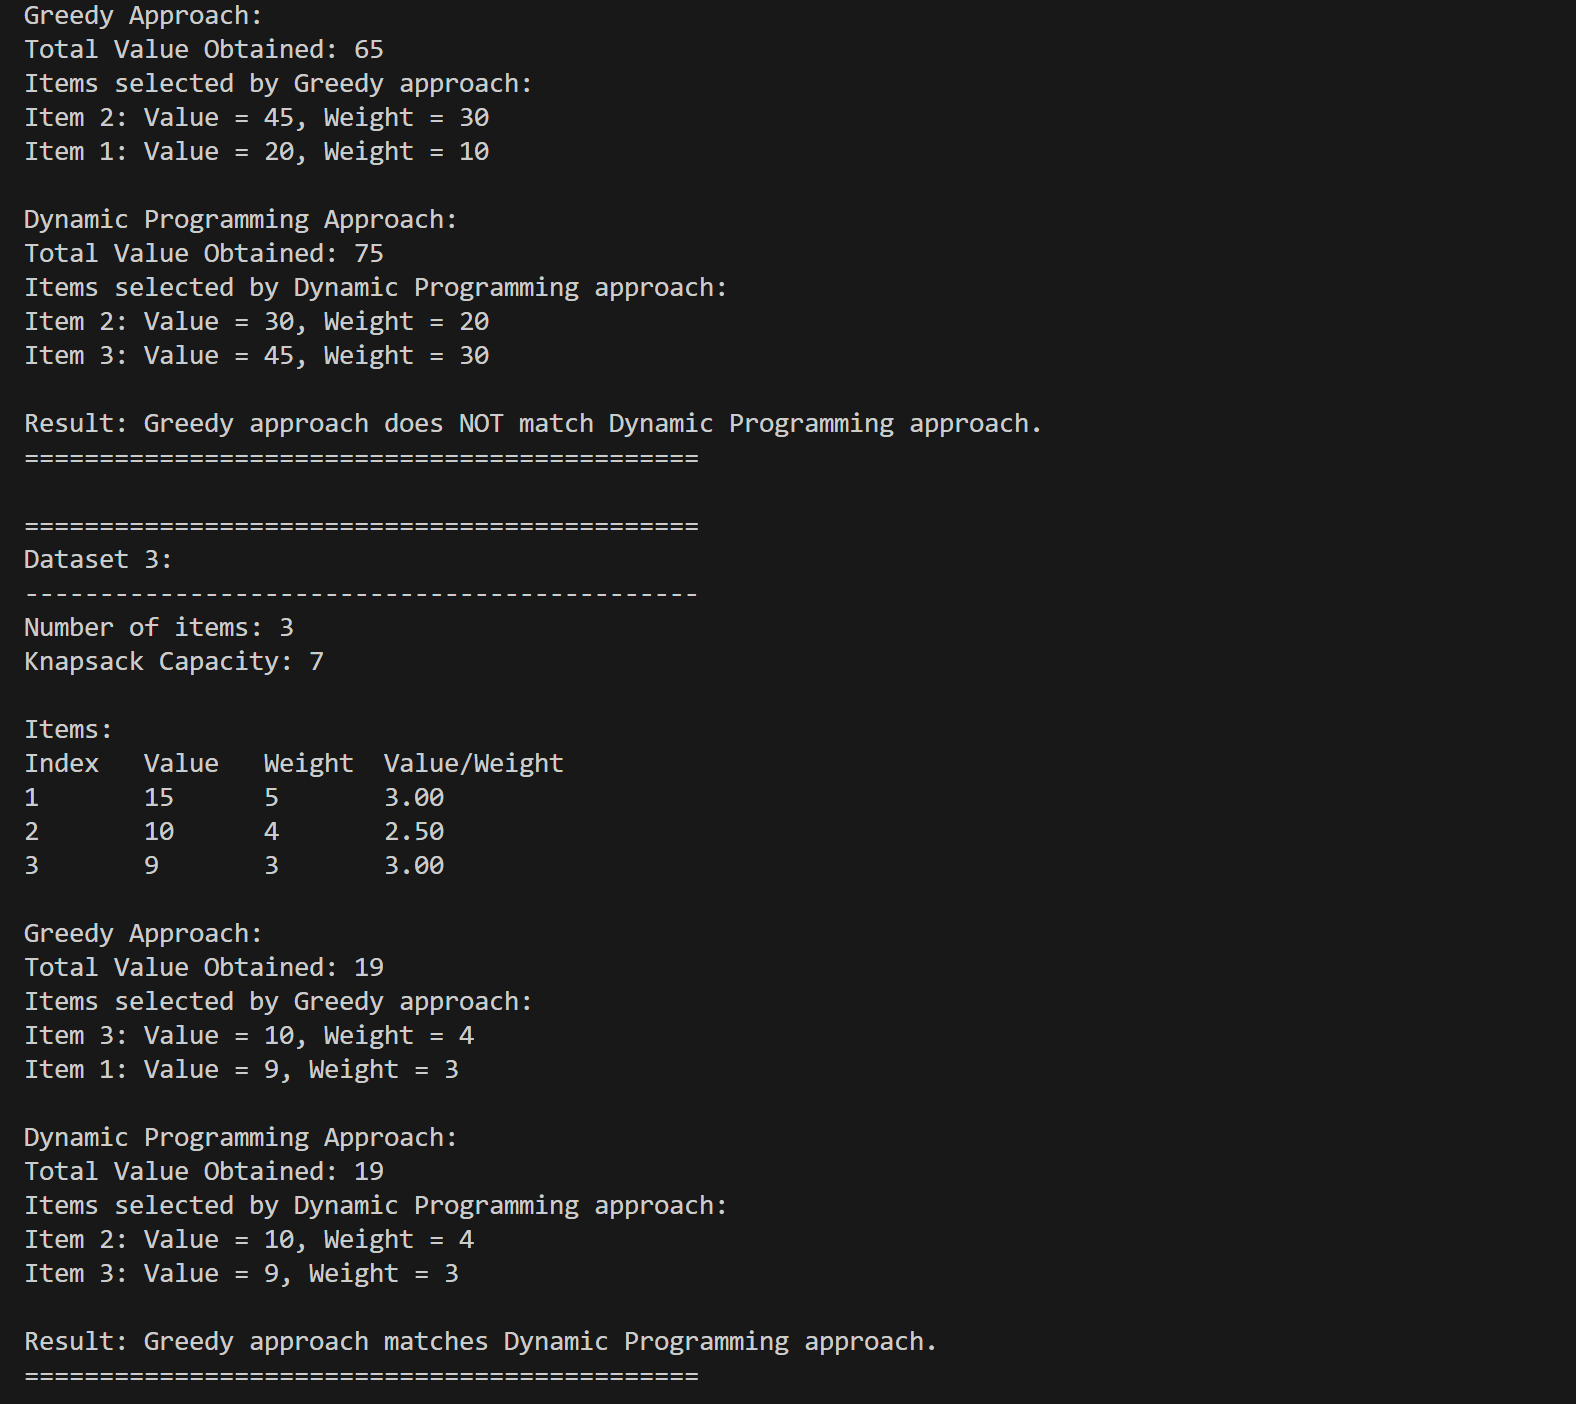 Greedy Approach:
Total Value Obtained: 65
Items selected by Greedy approach:
Item 2: Value = 45, Weight = 30
Item 1: Value = 20, Weight = 10

Dynamic Programming Approach:
Total Value Obtained: 75
Items selected by Dynamic Programming approach:
Item 2: Value = 30, Weight = 20
Item 3: Value = 45, Weight = 30

Result: Greedy approach does NOT match Dynamic Programming approach.
=============================================

=============================================
Dataset 3:
---------------------------------------------
Number of items: 3
Knapsack Capacity: 7

Items:
Index   Value   Weight  Value/Weight
1       15      5       3.00
2       10      4       2.50
3       9       3       3.00

Greedy Approach:
Total Value Obtained: 19
Items selected by Greedy approach:
Item 3: Value = 10, Weight = 4
Item 1: Value = 9, Weight = 3

Dynamic Programming Approach:
Total Value Obtained: 19
Items selected by Dynamic Programming approach:
Item 2: Value = 10, Weight = 4
Item 3: Value = 9, Weight = 3

Result: Greedy approach matches Dynamic Programming approach.
=============================================